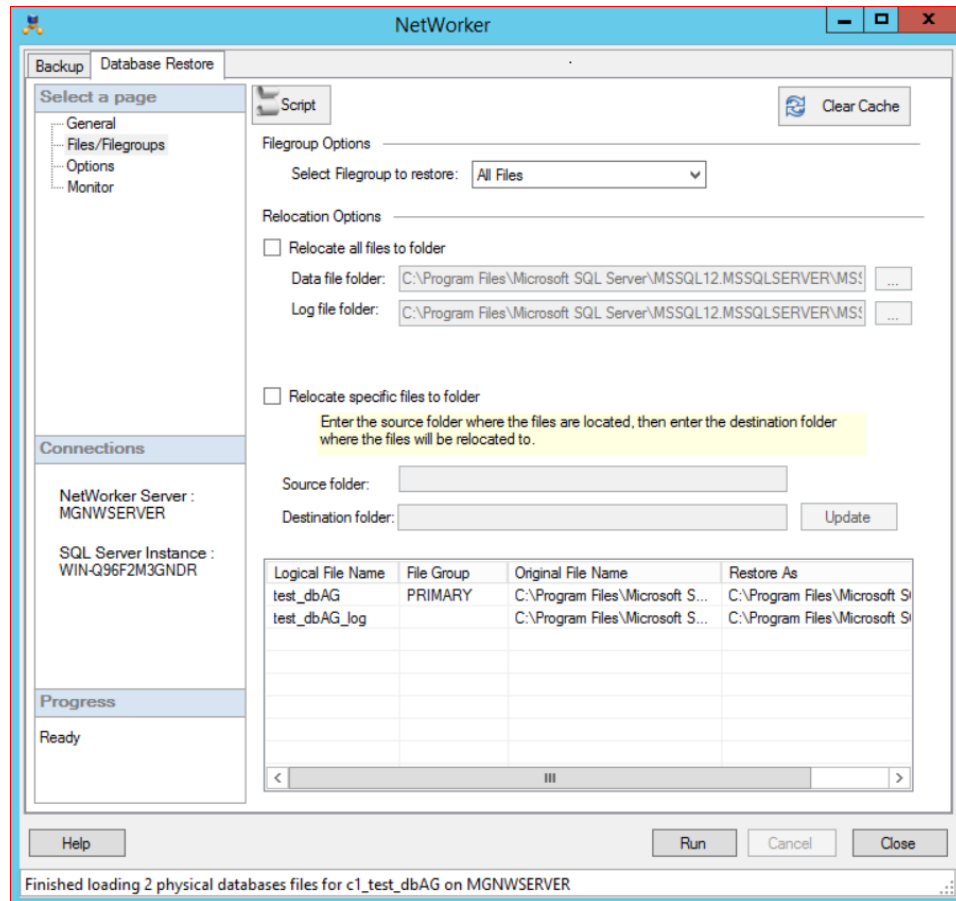 NetWorker
Backup
Database Restore
Select a page
General
Files/Filegroups
Options
Monitor
Connections
NetWorker Server :
MGNWSERVER
SQL Server Instance :
WIN-Q96F2M3GNDR
Progress
Ready
Script
Clear Cache
Filegroup Options
Select Filegroup to restore: All Files
Relocation Options
Relocate all files to folder
Data file folder: C:\Program Files\Microsoft SQL Server\MSSQL12.MSSQLSERVER\MSS
Log file folder: C:\Program Files\Microsoft SQL Server\MSSQL12.MSSQLSERVER\MSS
Relocate specific files to folder
Enter the source folder where the files are located, then enter the destination folder
where the files will be relocated to.
Source folder:
Destination folder: Update
Logical File Name File Group Original File Name Restore As
test_dbAG PRIMARY C:\Program Files\Microsoft S... C:\Program Files\Microsoft S
test_dbAG_log C:\Program Files\Microsoft S... C:\Program Files\Microsoft S
Help Run Cancel Close
Finished loading 2 physical databases files for c1_test_dbAG on MGNWSERVER